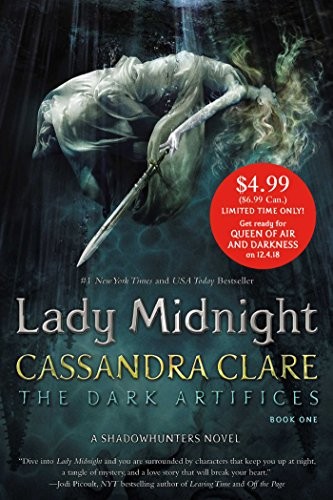 $4.99
($6.99 Can.)
LIMITED TIME ONLY!
Get ready for
QUEEN OF AIR
AND DARKNESS
on 12.4.18
#1 New York Times and USA Today Bestseller
Lady Midnight
CASSANDRA CLARE
THE DARK ARTIFICES
BOOK ONE
A SHADOWHUNTERS NOVEL
"Dive into Lady Midnight and you are surrounded by characters that keep you up at night,
a tangle of mystery, and a love story that will break your heart."
—Jodi Picoult, NYT bestselling author of Leaving Time and Off the Page